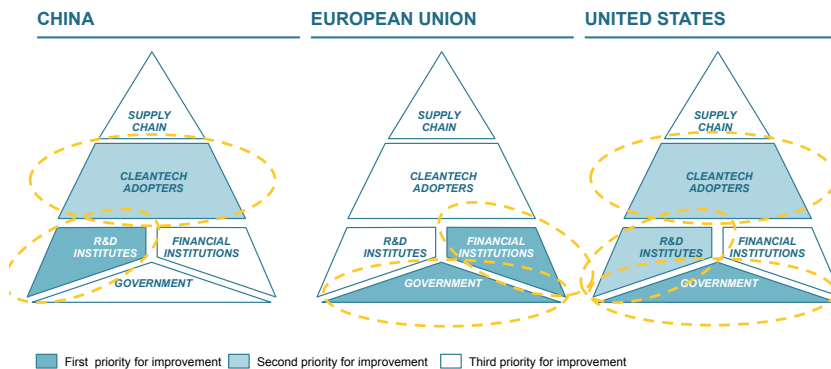 CHINA
SUPPLY
CHAIN
CLEANTECH
ADOPTERS
R&D
INSTITUTES
FINANCIAL
INSTITUTIONS
GOVERNMENT
EUROPEAN UNION
SUPPLY
CHAIN
CLEANTECH
ADOPTERS
R&D
INSTITUTES
FINANCIAL
INSTITUTIONS
GOVERNMENT
UNITED STATES
SUPPLY
CHAIN
CLEANTECH
ADOPTERS
R&D
INSTITUTES
FINANCIAL
INSTITUTIONS
GOVERNMENT
First priority for improvement
Second priority for improvement
Third priority for improvement